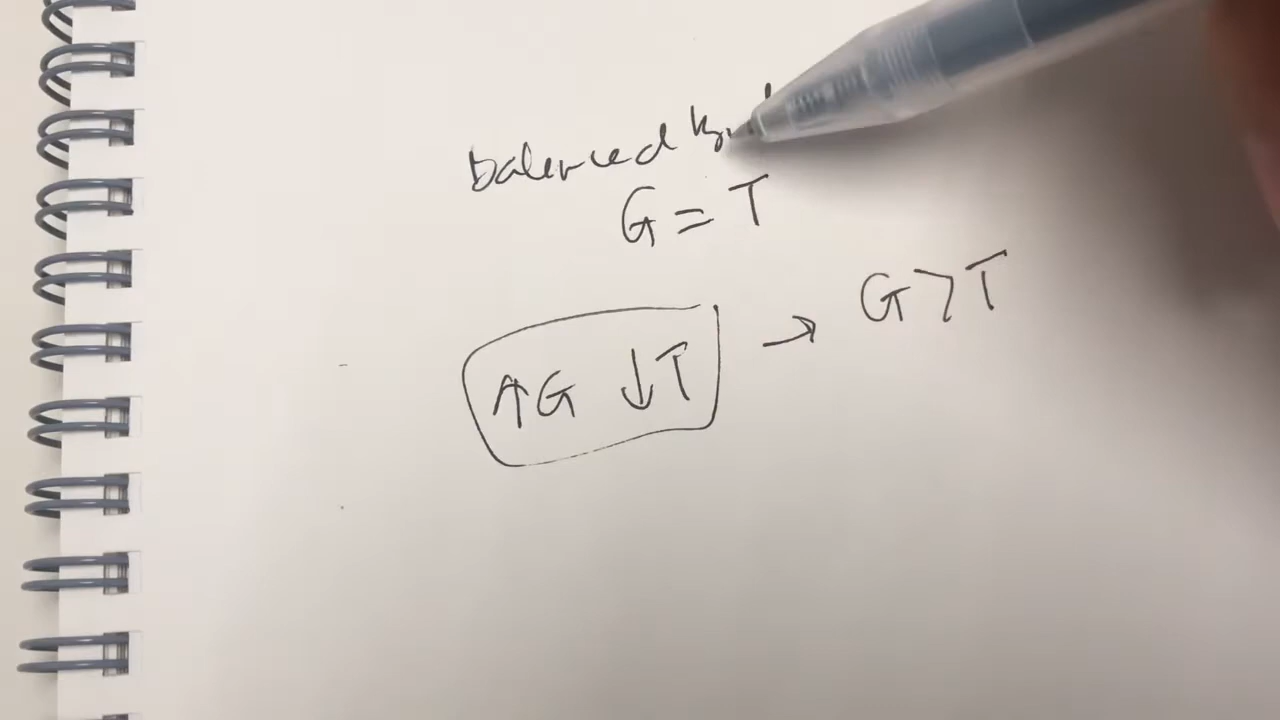 balanced
G = T
↑G ↓T → G > T